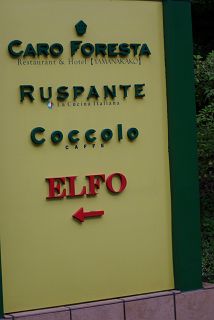 CARO FORESTA
Restaurant & Hotel [YAMANAKAKO]
RUSPANTE
La Cucina Italiana
Coccolo
CAFFE
ELFO